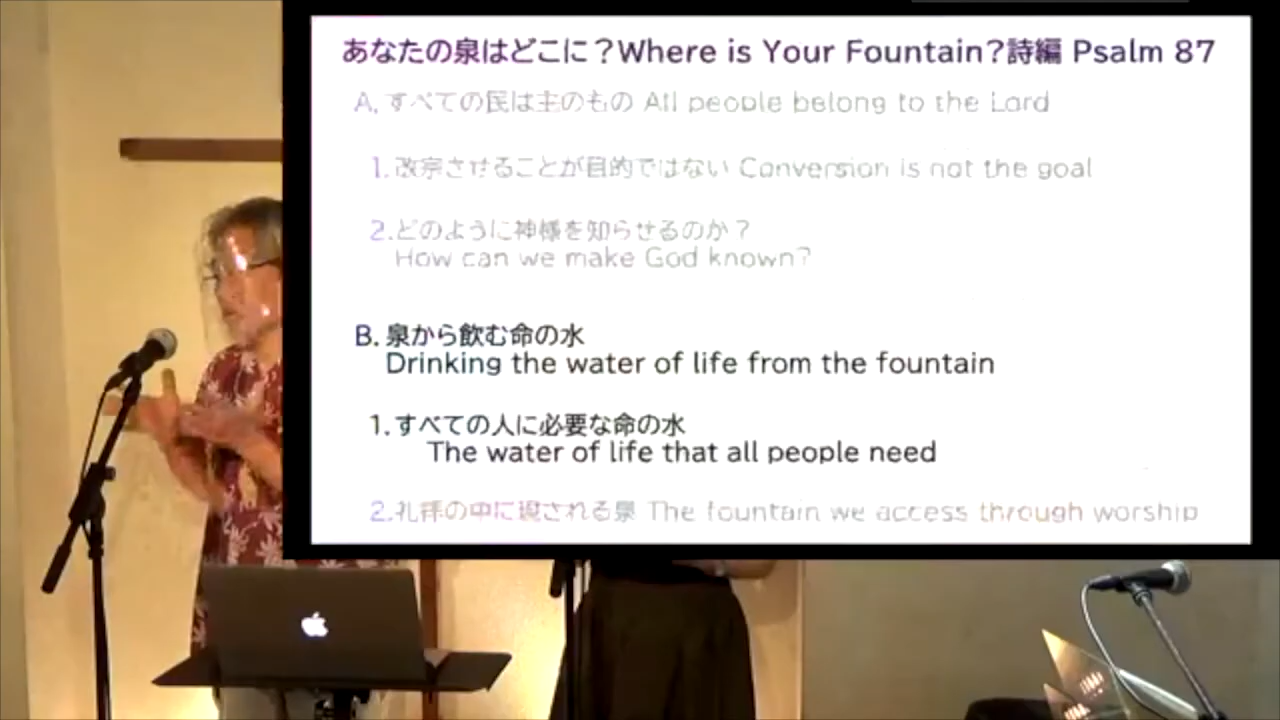 あなたの泉はどこに？Where is Your Fountain?詩編 Psalm 87
A. すべての民は主のもの All people belong to the Lord
1. 改宗させることが目的ではない Conversion is not the goal
2.どのように神様を知らせるのか？
How can we make God known?
B. 泉から飲む命の水
Drinking the water of life from the fountain
1. すべての人に必要な命の水
The water of life that all people need
2.礼拝の中に現される泉 The fountain we access through worship